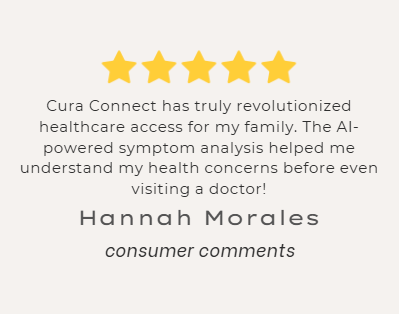 Cura Connect has truly revolutionized
healthcare access for my family. The AI-
powered symptom analysis helped me
understand my health concerns before even
visiting a doctor!
Hannah Morales
consumer comments